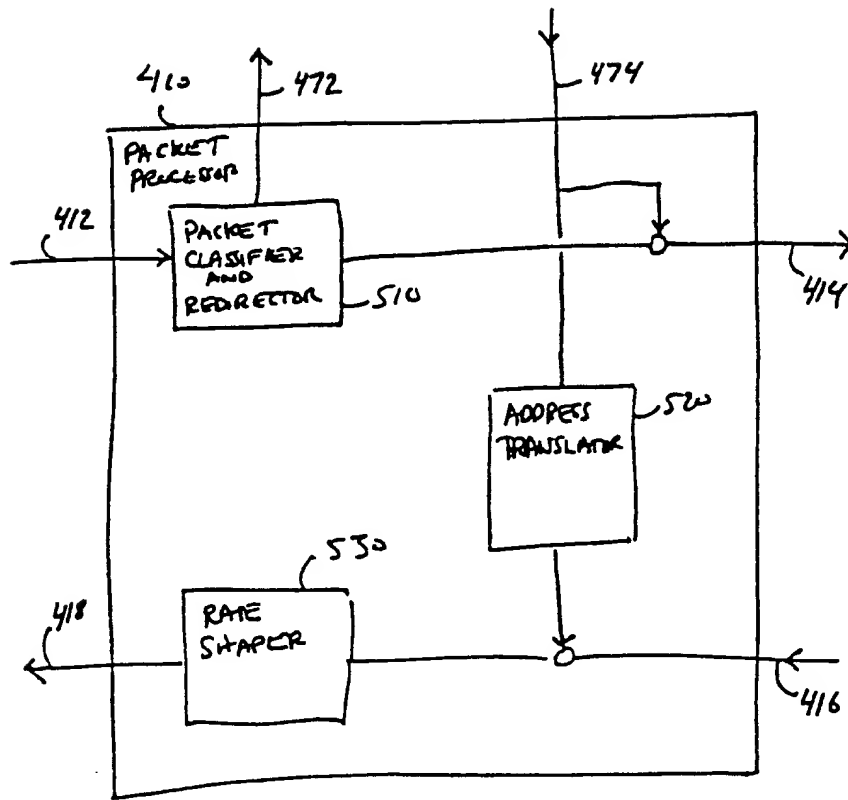 410
472
474
PACKET
PROCESSOR
412
PACKET
CLASSIFIER
AND
REDIRECTOR
510
414
ADDRESS
TRANSLATOR
520
530
418
RATE
SHAPER
416